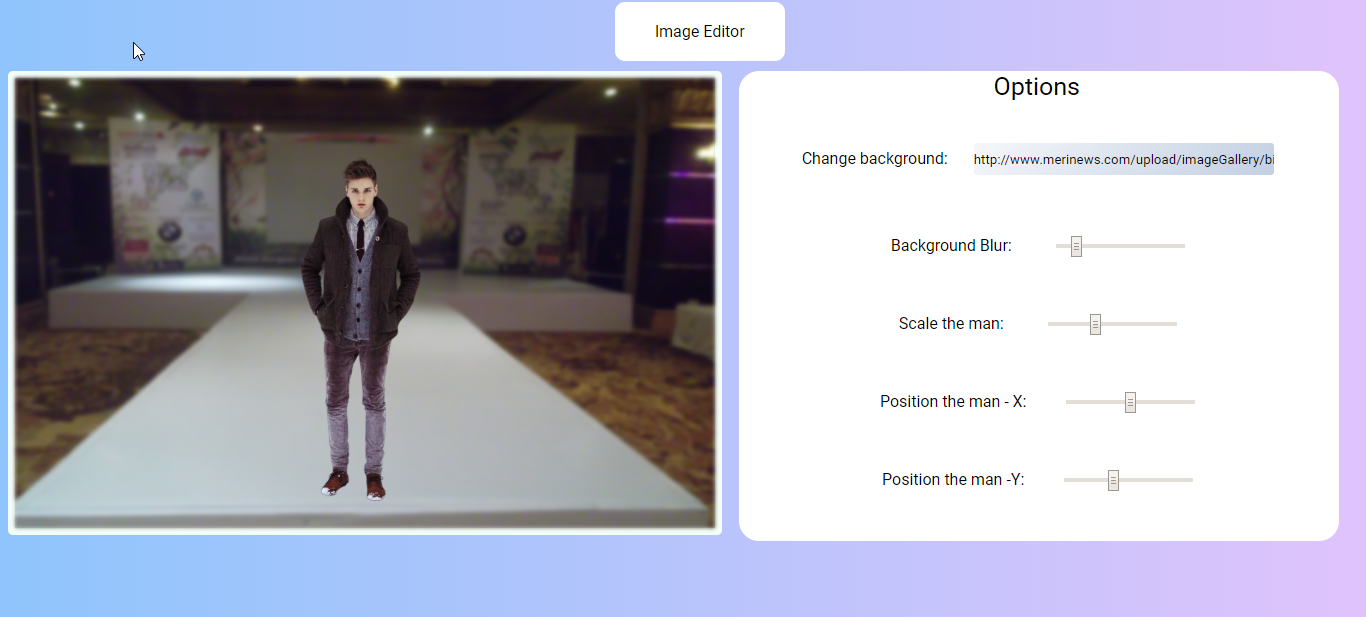 Image Editor
Options
Change background:
http://www.merinews.com/upload/imageGallery/bi
Background Blur:
Scale the man:
Position the man - X:
Position the man -Y: